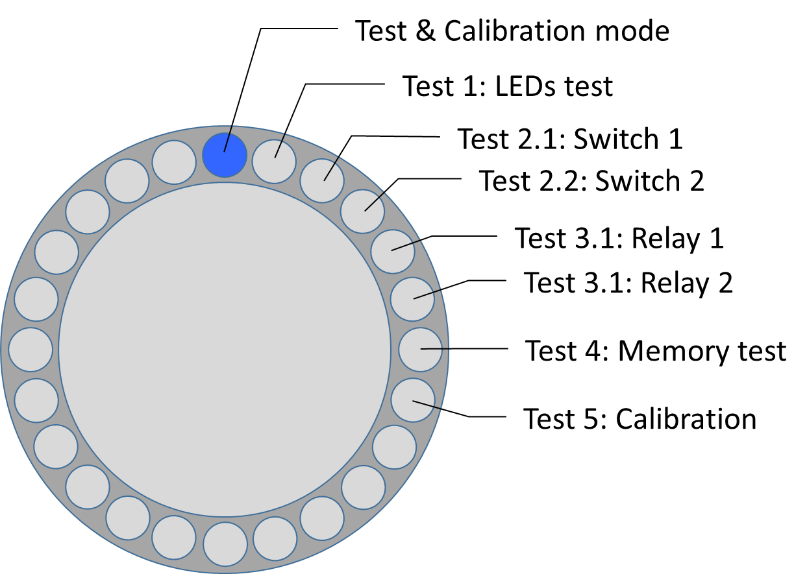 Test & Calibration mode
Test 1: LEDs test
Test 2.1: Switch 1
Test 2.2: Switch 2
Test 3.1: Relay 1
Test 3.1: Relay 2
Test 4: Memory test
Test 5: Calibration